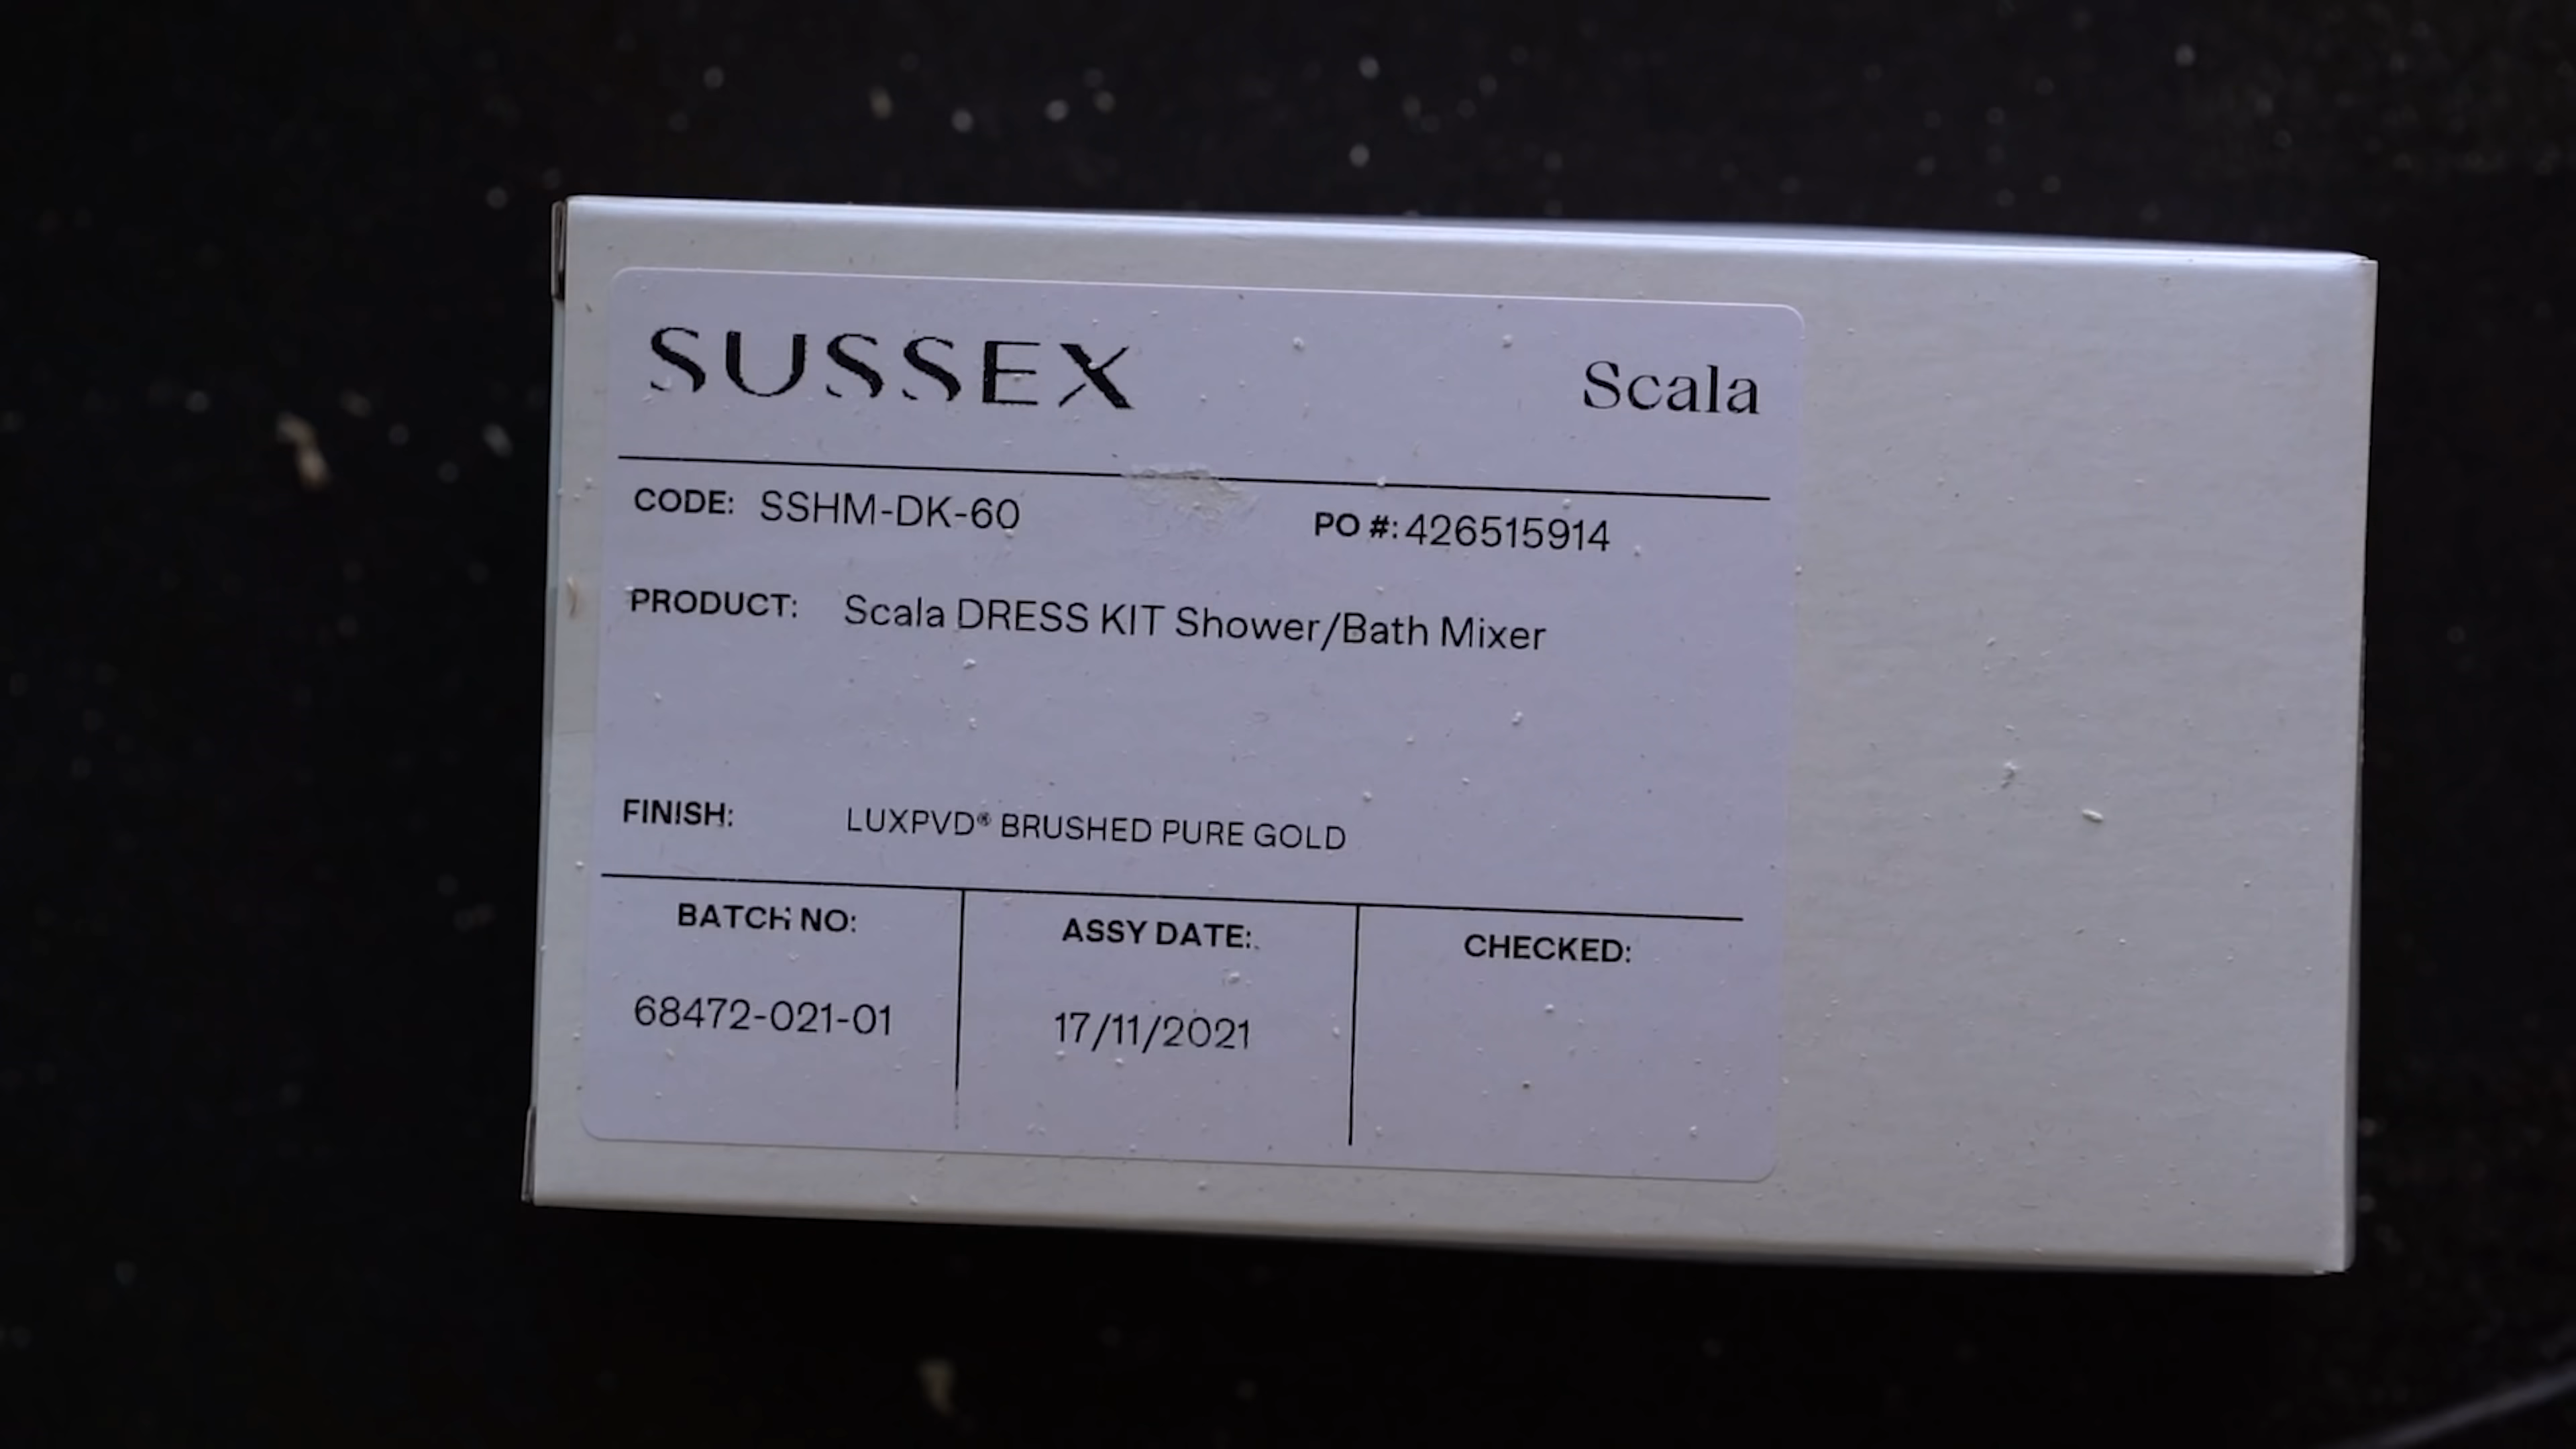 SUSSEX Scala
CODE: SSHM-DK-60 PO #: 426515914
PRODUCT: Scala DRESS KIT Shower/Bath Mixer
FINISH: LUXPVD® BRUSHED PURE GOLD
BATCH NO: ASSY DATE: CHECKED:
68472-021-01 17/11/2021